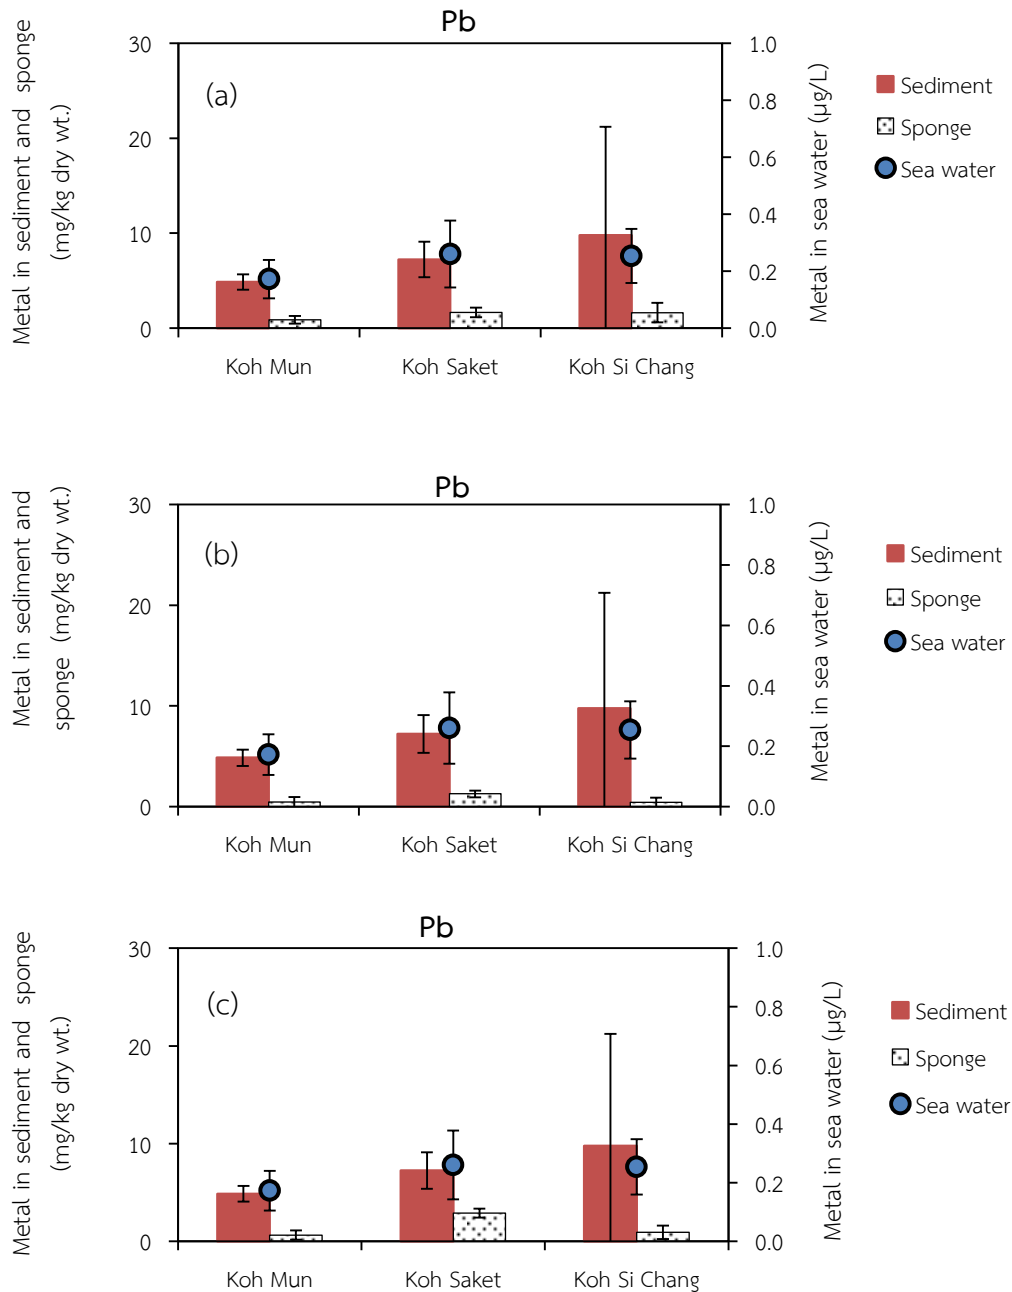 Pb
Metal in sediment and sponge
(mg/kg dry wt.)
30
20
10
0
(a)
1.0
0.8
0.6
0.4
0.2
0.0
Metal in sea water (µg/L)
Sediment
Sponge
Sea water
Koh Mun
Koh Saket
Koh Si Chang
Pb
Metal in sediment and
sponge (mg/kg dry wt.)
30
20
10
0
(b)
1.0
0.8
0.6
0.4
0.2
0.0
Metal in sea water (µg/L)
Sediment
Sponge
Sea water
Koh Mun
Koh Saket
Koh Si Chang
Pb
Metal in sediment and sponge
(mg/kg dry wt.)
30
20
10
0
(c)
1.0
0.8
0.6
0.4
0.2
0.0
Metal in sea water (µg/L)
Sediment
Sponge
Sea water
Koh Mun
Koh Saket
Koh Si Chang